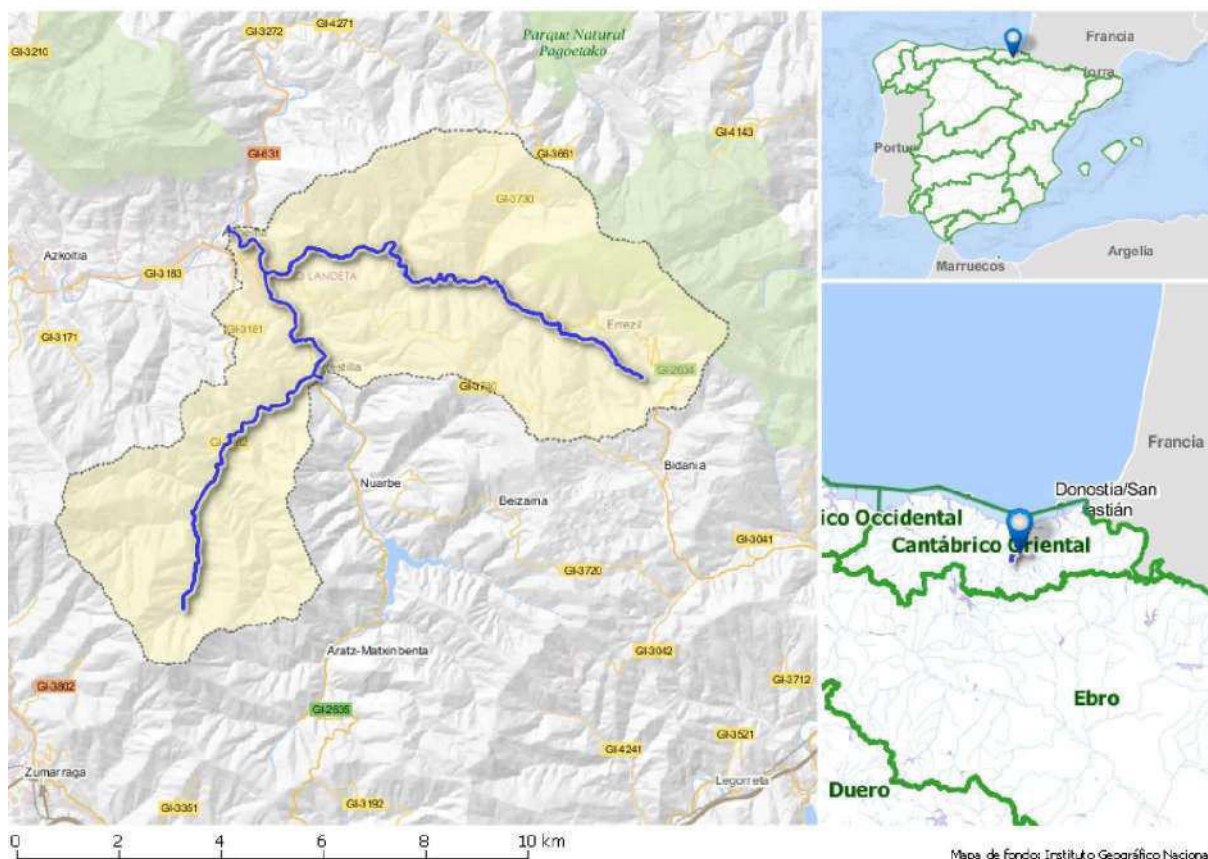 GI-4271
GI-3272
GI-3210
Parque Natural
Pagoetako
GI-4143
GI-631
GI-3661
GI-3730
Azkoitia
GI-3183
LANDETA
GI-3171
GI-3181
Errezil
GI-2634
Bidania
Nuarbe
Beizama
GI-3041
GI-3720
Aratz-Matxinbenta
GI-3042
GI-3802
GI-3712
GI-2635
GI-3521
GI-4241
Zumarraga
Legorreta
GI-3351
GI-3192
0 2 4 6 8 10 km
Francia
Portu
Argelia
Marruecos
Francia
Donostia/San
astián
ico Occidental
Cantábrico Oriental
Ebro
Duero
Mapa de fondo: Instituto Geográfico Naciona